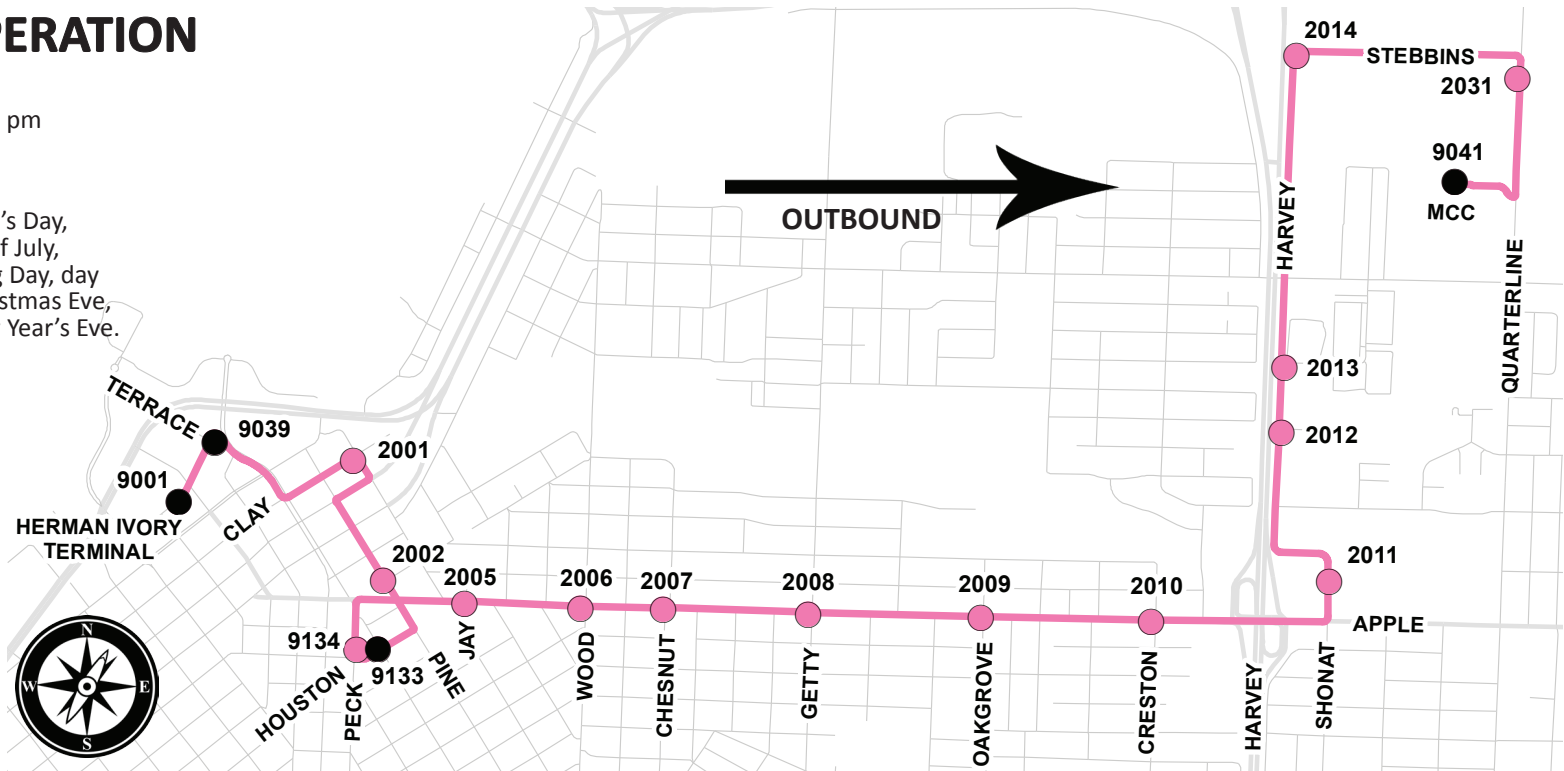 PERATION
pm
’s Day,
f July,
g Day, day
stmas Eve,
Year’s Eve.
OUTBOUND
2014
STEBBINS
2031
9041
MCC
HARVEY
QUARTERLINE
2013
2012
TERRACE
9039
2001
9001
HERMAN IVORY
TERMINAL
CLAY
2002
2005
2006
2007
2008
2009
2010
2011
APPLE
9134
9133
HOUSTON
PECK
PINE
JAY
WOOD
CHESNUT
GETTY
OAKGROVE
CRESTON
HARVEY
SHONAT
N
W
E
S